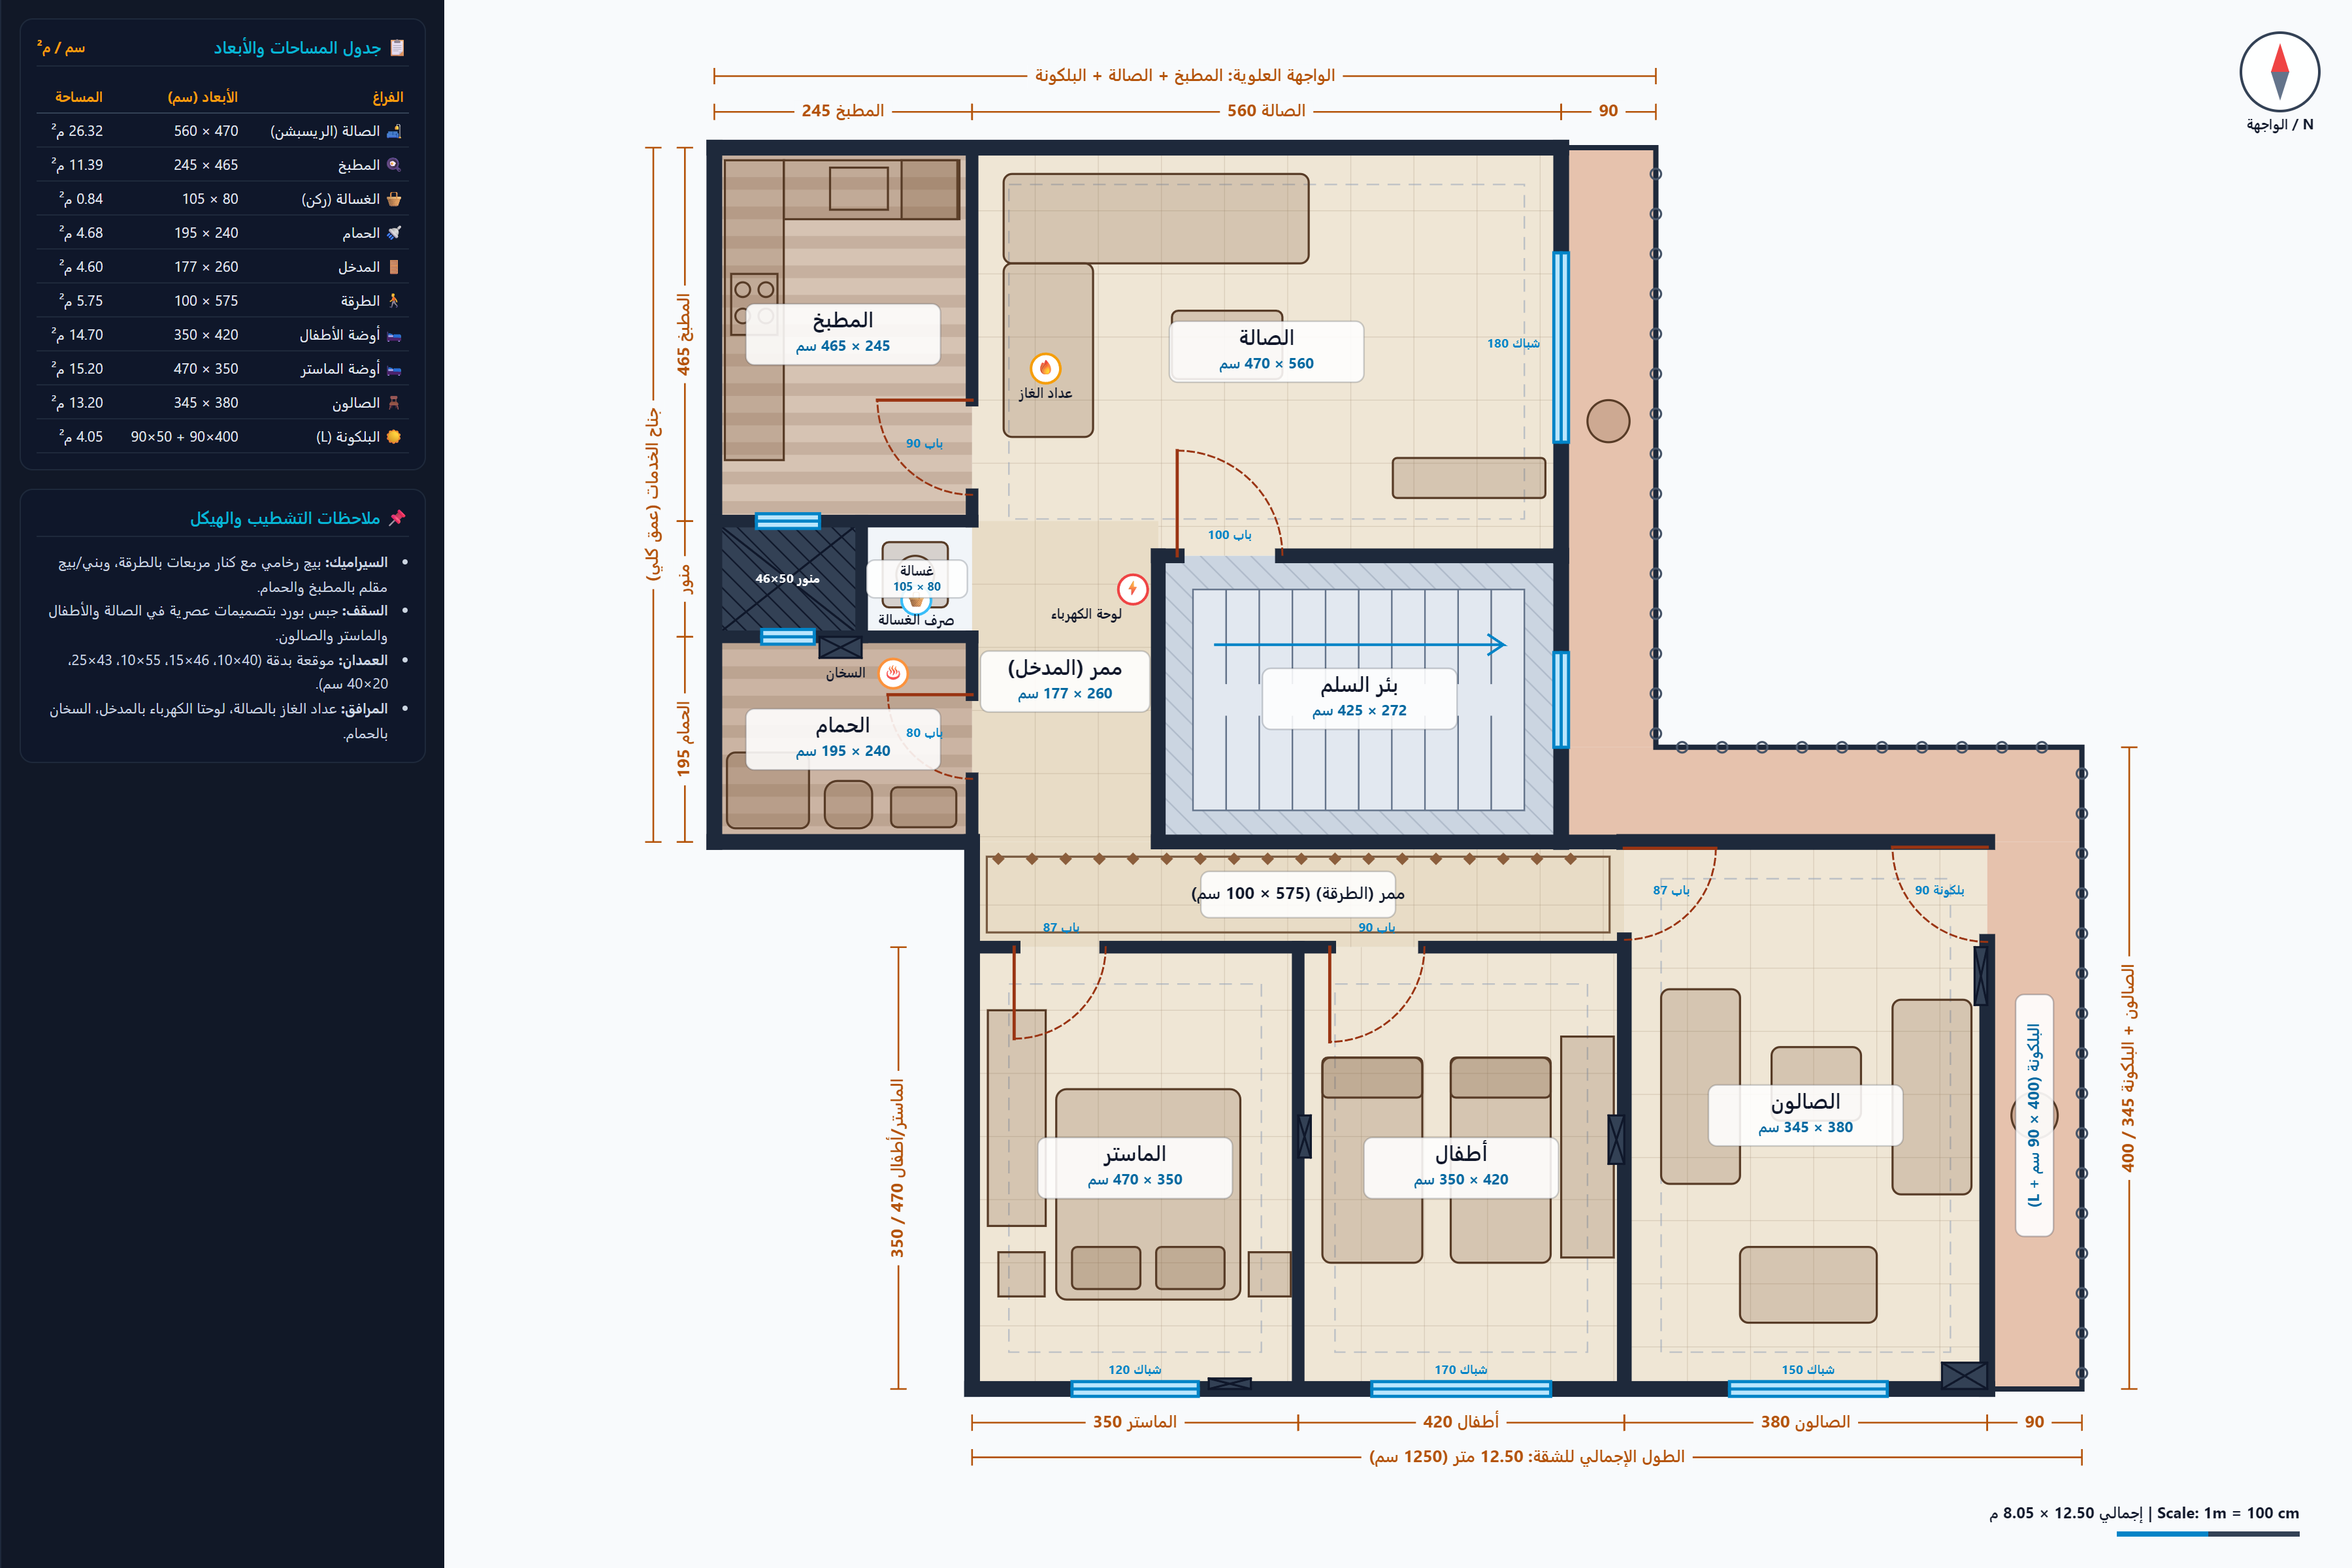 📋 جدول المساحات والأبعاد
سم / م²
الفراغ الأبعاد (سم) المساحة
🛋️ الصالة (الريسبشن) 560 × 470 26.32 م²
🍳 المطبخ 245 × 465 11.39 م²
🧺 الغسالة (ركن) 105 × 80 0.84 م²
🚿 الحمام 195 × 240 4.68 م²
🚪 المدخل 177 × 260 4.60 م²
🚶 الطرقة 100 × 575 5.75 م²
🛏️ أوضة الأطفال 350 × 420 14.70 م²
🛏️ أوضة الماستر 470 × 350 15.20 م²
🪑 الصالون 345 × 380 13.20 م²
🌞 البلكونة (L) 90×50 + 90×400 4.05 م²
📌 ملاحظات التشطيب والهيكل
السيراميك: بيج رخامي مع كنار مربعات بالطرقة، وبني/بيج
مقلم بالمطبخ والحمام.
السقف: جبس بورد بتصميمات عصرية في الصالة والأطفال
والماستر والصالون.
العمدان: موقعة بدقة (40×10، 46×15، 55×10، 43×25،
20×40 سم).
المرافق: عداد الغاز بالصالة، لوحتا الكهرباء بالمدخل، السخان
بالحمام.
N / الواجهة
الواجهة العلوية: المطبخ + الصالة + البلكونة
المطبخ 245
الصالة 560
90
جناح الخدمات (عمق كلي)
المطبخ 465
منور
الحمام 195
المطبخ
245 × 465 سم
باب 90
الصالة
560 × 470 سم
عداد الغاز
شباك 180
باب 100
منور 50×46
غسالة
80 × 105
صرف الغسالة
لوحة الكهرباء
السخان
ممر (المدخل)
260 × 177 سم
الحمام
240 × 195 سم
باب 80
بئر السلم
272 × 425 سم
ممر (الطرقة) (575 × 100 سم)
باب 87
باب 90
باب 87
بلكونة 90
الماستر
350 × 470 سم
أطفال
420 × 350 سم
الصالون
380 × 345 سم
البلكونة (400 × 90 سم + L)
شباك 120
شباك 170
شباك 150
الماستر/أطفال 470 / 350
الصالون + البلكونة 345 / 400
الماستر 350
أطفال 420
الصالون 380
90
الطول الإجمالي للشقة: 12.50 متر (1250 سم)
Scale: 1m = 100 cm | إجمالي 12.50 × 8.05 م